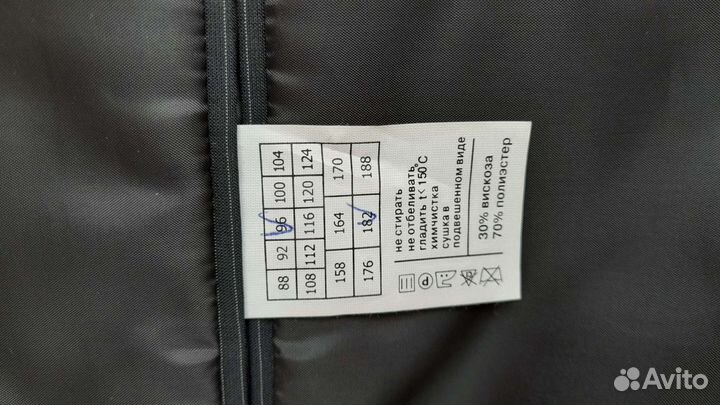 88 92 96 100 104
108 112 116 120 124
158 164 170
176 182 188
не стирать
не отбеливать
гладить t< 150°C
химчистка
сушка в
подвешенном виде
30% вискоза
70% полиэстер
P
Avito